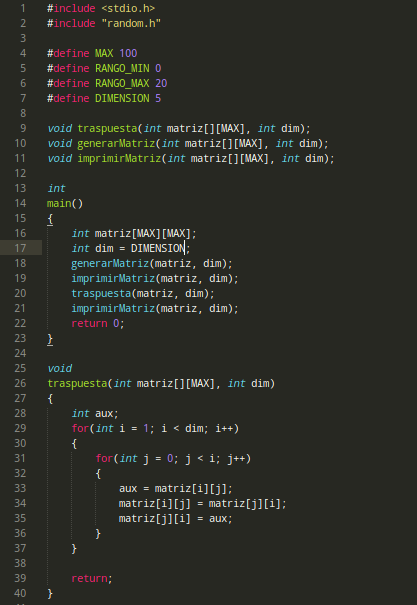 1 #include <stdio.h>
2 #include "random.h"
3
4 #define MAX 100
5 #define RANGO_MIN 0
6 #define RANGO_MAX 20
7 #define DIMENSION 5
8
9 void traspuesta(int matriz[][MAX], int dim);
10 void generarMatriz(int matriz[][MAX], int dim);
11 void imprimirMatriz(int matriz[][MAX], int dim);
12
13 int
14 main()
15 {
16     int matriz[MAX][MAX];
17     int dim = DIMENSION;
18     generarMatriz(matriz, dim);
19     imprimirMatriz(matriz, dim);
20     traspuesta(matriz, dim);
21     imprimirMatriz(matriz, dim);
22     return 0;
23 }
24
25 void
26 traspuesta(int matriz[][MAX], int dim)
27 {
28     int aux;
29     for(int i = 1; i < dim; i++)
30     {
31         for(int j = 0; j < i; j++)
32         {
33             aux = matriz[i][j];
34             matriz[i][j] = matriz[j][i];
35             matriz[j][i] = aux;
36         }
37     }
38
39     return;
40 }